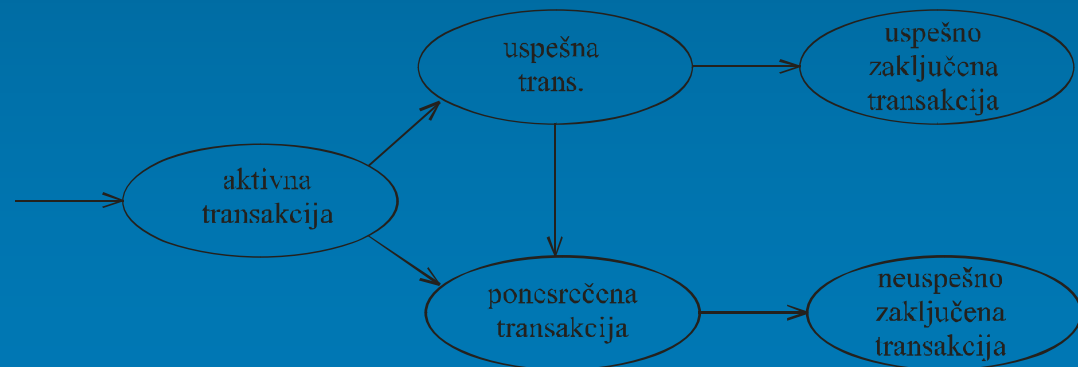 uspešna
trans.
uspešno
zaključena
transakcija
aktivna
transakcija
ponesrečena
transakcija
neuspešno
zaključena
transakcija